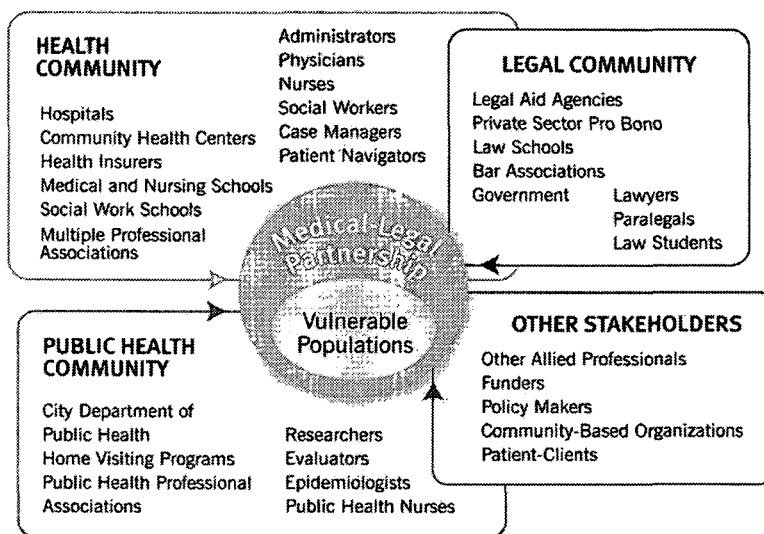 HEALTH
COMMUNITY
Hospitals
Community Health Centers
Health Insurers
Medical and Nursing Schools
Social Work Schools
Multiple Professional
Associations
Administrators
Physicians
Nurses
Social Workers
Case Managers
Patient Navigators
LEGAL COMMUNITY
Legal Aid Agencies
Private Sector Pro Bono
Law Schools
Bar Associations
Government
Lawyers
Paralegals
Law Students
Medical-Legal
Partnership
Vulnerable
Populations
PUBLIC HEALTH
COMMUNITY
City Department of
Public Health
Home Visiting Programs
Public Health Professional
Associations
Researchers
Evaluators
Epidemiologists
Public Health Nurses
OTHER STAKEHOLDERS
Other Allied Professionals
Funders
Policy Makers
Community-Based Organizations
Patient-Clients